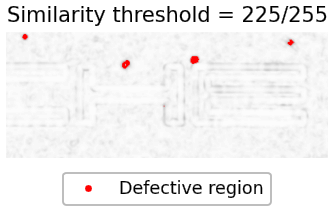 Similarity threshold = 225/255
Defective region